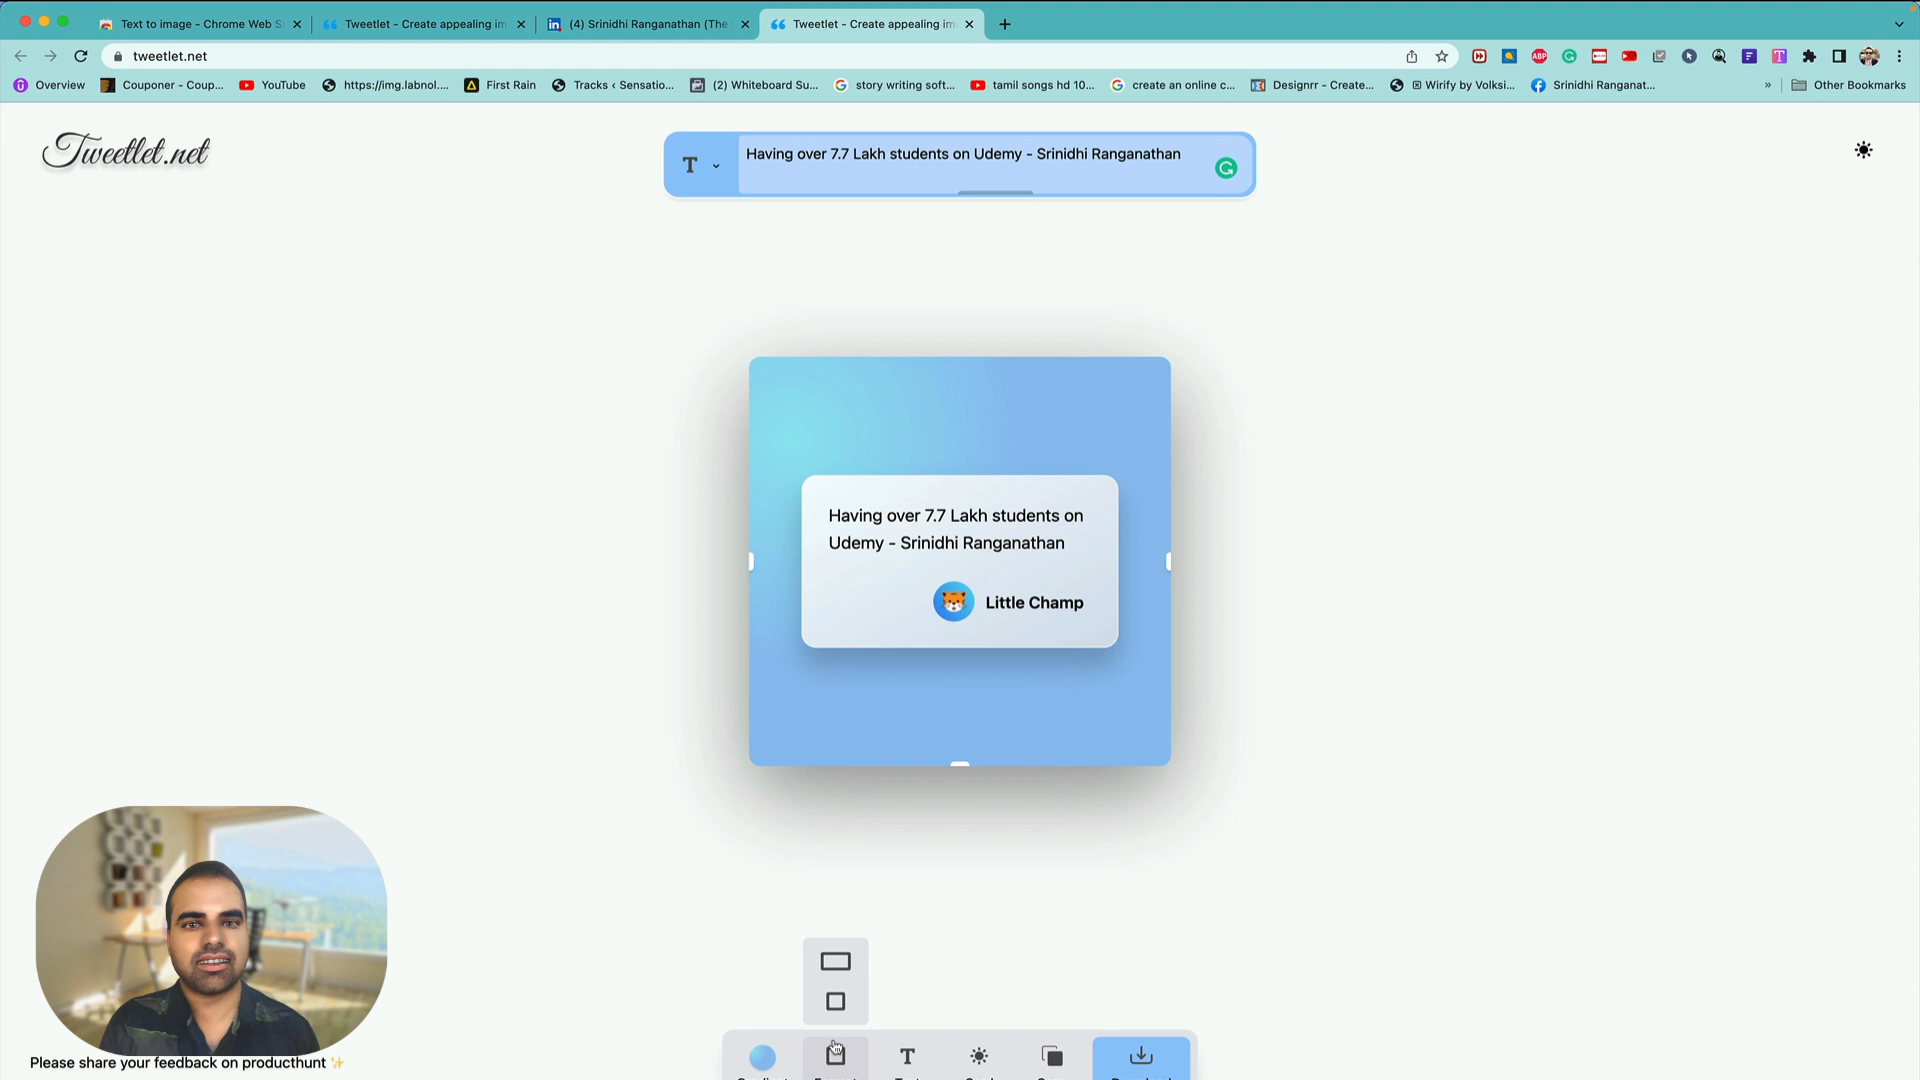 Text to image - Chrome Web S
Tweetlet - Create appealing im
(4) Srinidhi Ranganathan (The
Tweetlet - Create appealing im
tweetlet.net
Overview
Couponer - Coup...
YouTube
https://img.labnol....
First Rain
Tracks ‹ Sensatio...
(2) Whiteboard Su...
story writing soft...
tamil songs hd 10...
create an online c...
Designrr - Create...
Wirify by Volksi...
Srinidhi Ranganat...
»
Other Bookmarks
Tweetlet.net
T
Having over 7.7 Lakh students on Udemy - Srinidhi Ranganathan
Having over 7.7 Lakh students on
Udemy - Srinidhi Ranganathan
Little Champ
T
Please share your feedback on producthunt ✨